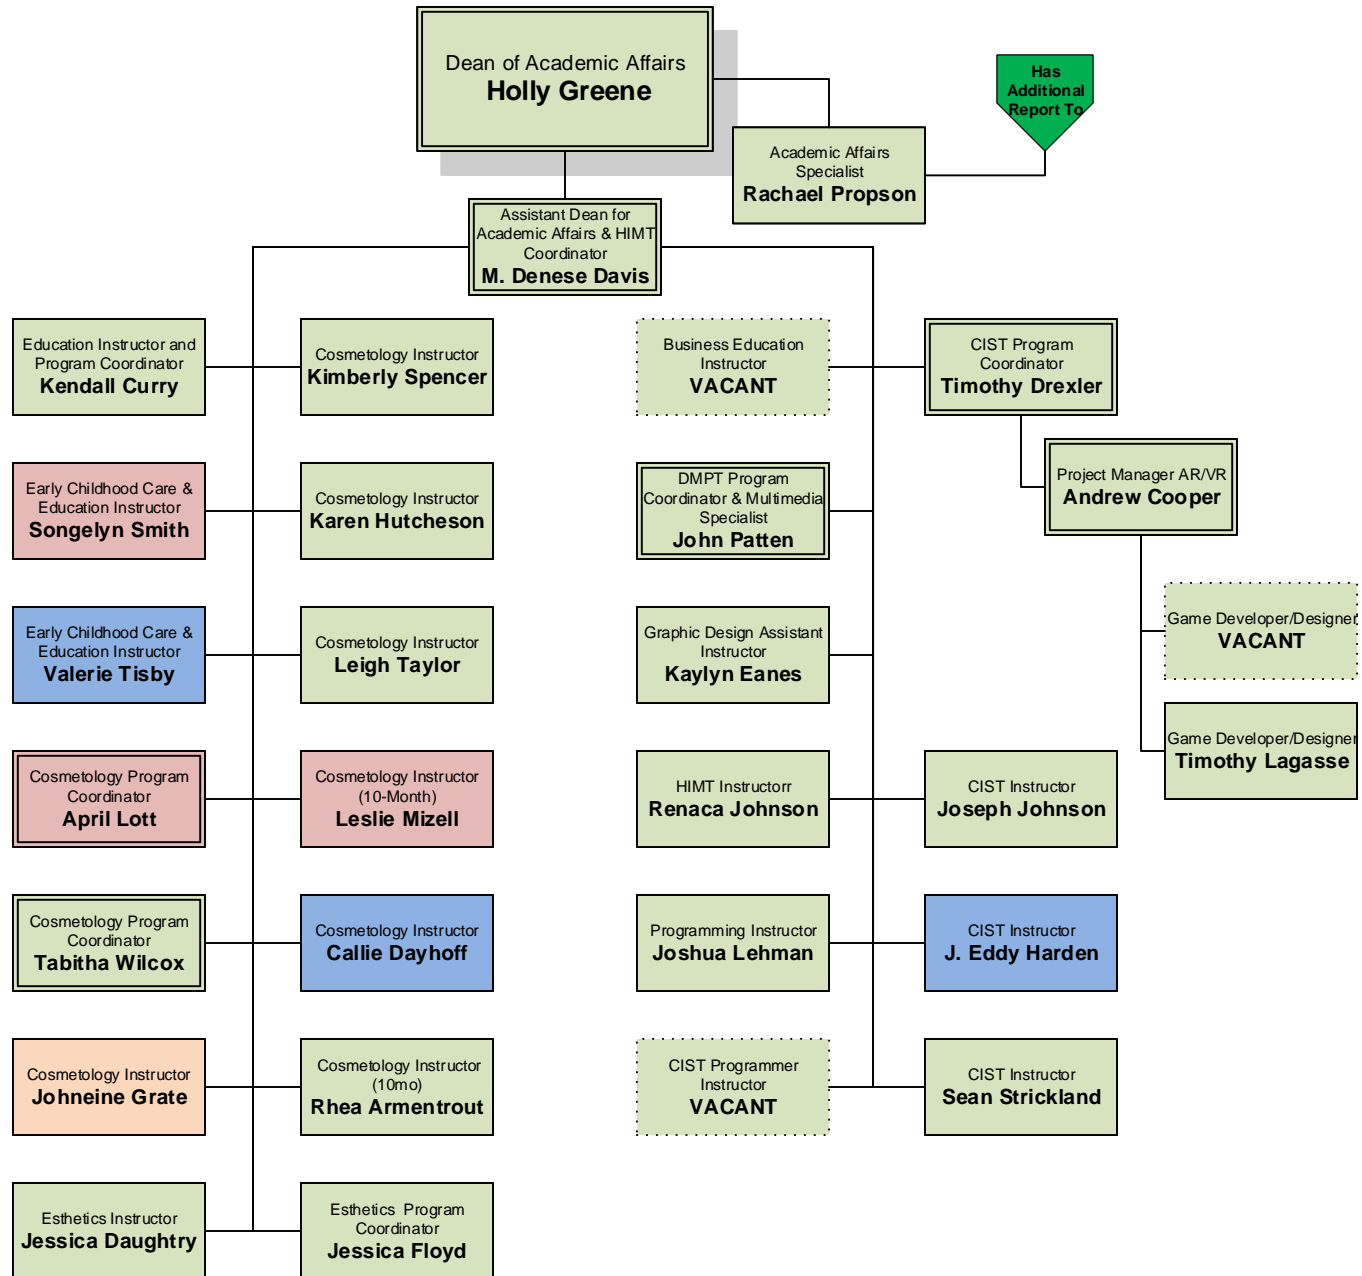 Dean of Academic Affairs
Holly Greene
Has
Additional
Report To
Academic Affairs
Specialist
Rachael Propson
Assistant Dean for
Academic Affairs & HIMT
Coordinator
M. Denese Davis
Education Instructor and
Program Coordinator
Kendall Curry
Cosmetology Instructor
Kimberly Spencer
Business Education
Instructor
VACANT
CIST Program
Coordinator
Timothy Drexler
Project Manager AR/VR
Andrew Cooper
Early Childhood Care &
Education Instructor
Songelyn Smith
Cosmetology Instructor
Karen Hutcheson
DMPT Program
Coordinator & Multimedia
Specialist
John Patten
Early Childhood Care &
Education Instructor
Valerie Tisby
Cosmetology Instructor
Leigh Taylor
Graphic Design Assistant
Instructor
Kaylyn Eanes
Game Developer/Designer
VACANT
Game Developer/Designer
Timothy Lagasse
Cosmetology Program
Coordinator
April Lott
Cosmetology Instructor
(10-Month)
Leslie Mizell
HIMT Instructorr
Renaca Johnson
CIST Instructor
Joseph Johnson
Cosmetology Program
Coordinator
Tabitha Wilcox
Cosmetology Instructor
Callie Dayhoff
Programming Instructor
Joshua Lehman
CIST Instructor
J. Eddy Harden
Cosmetology Instructor
Johneine Grate
Cosmetology Instructor
(10mo)
Rhea Armentrout
CIST Programmer
Instructor
VACANT
CIST Instructor
Sean Strickland
Esthetics Instructor
Jessica Daughtry
Esthetics Program
Coordinator
Jessica Floyd